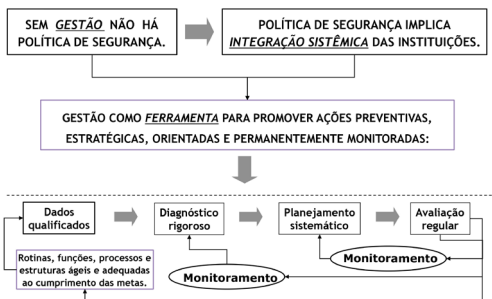 SEM GESTÃO NÃO HÁ
POLÍTICA DE SEGURANÇA.
POLÍTICA DE SEGURANÇA IMPLICA
INTEGRAÇÃO SISTÊMICA DAS INSTITUIÇÕES.
GESTÃO COMO FERRAMENTA PARA PROMOVER AÇÕES PREVENTIVAS,
ESTRATÉGICAS, ORIENTADAS E PERMANENTEMENTE MONITORADAS:
Dados
qualificados
Diagnóstico
rigoroso
Planejamento
sistemático
Avaliação
regular
Rotinas, funções, processos e
estruturas ágeis e adequadas
ao cumprimento das metas.
Monitoramento
Monitoramento